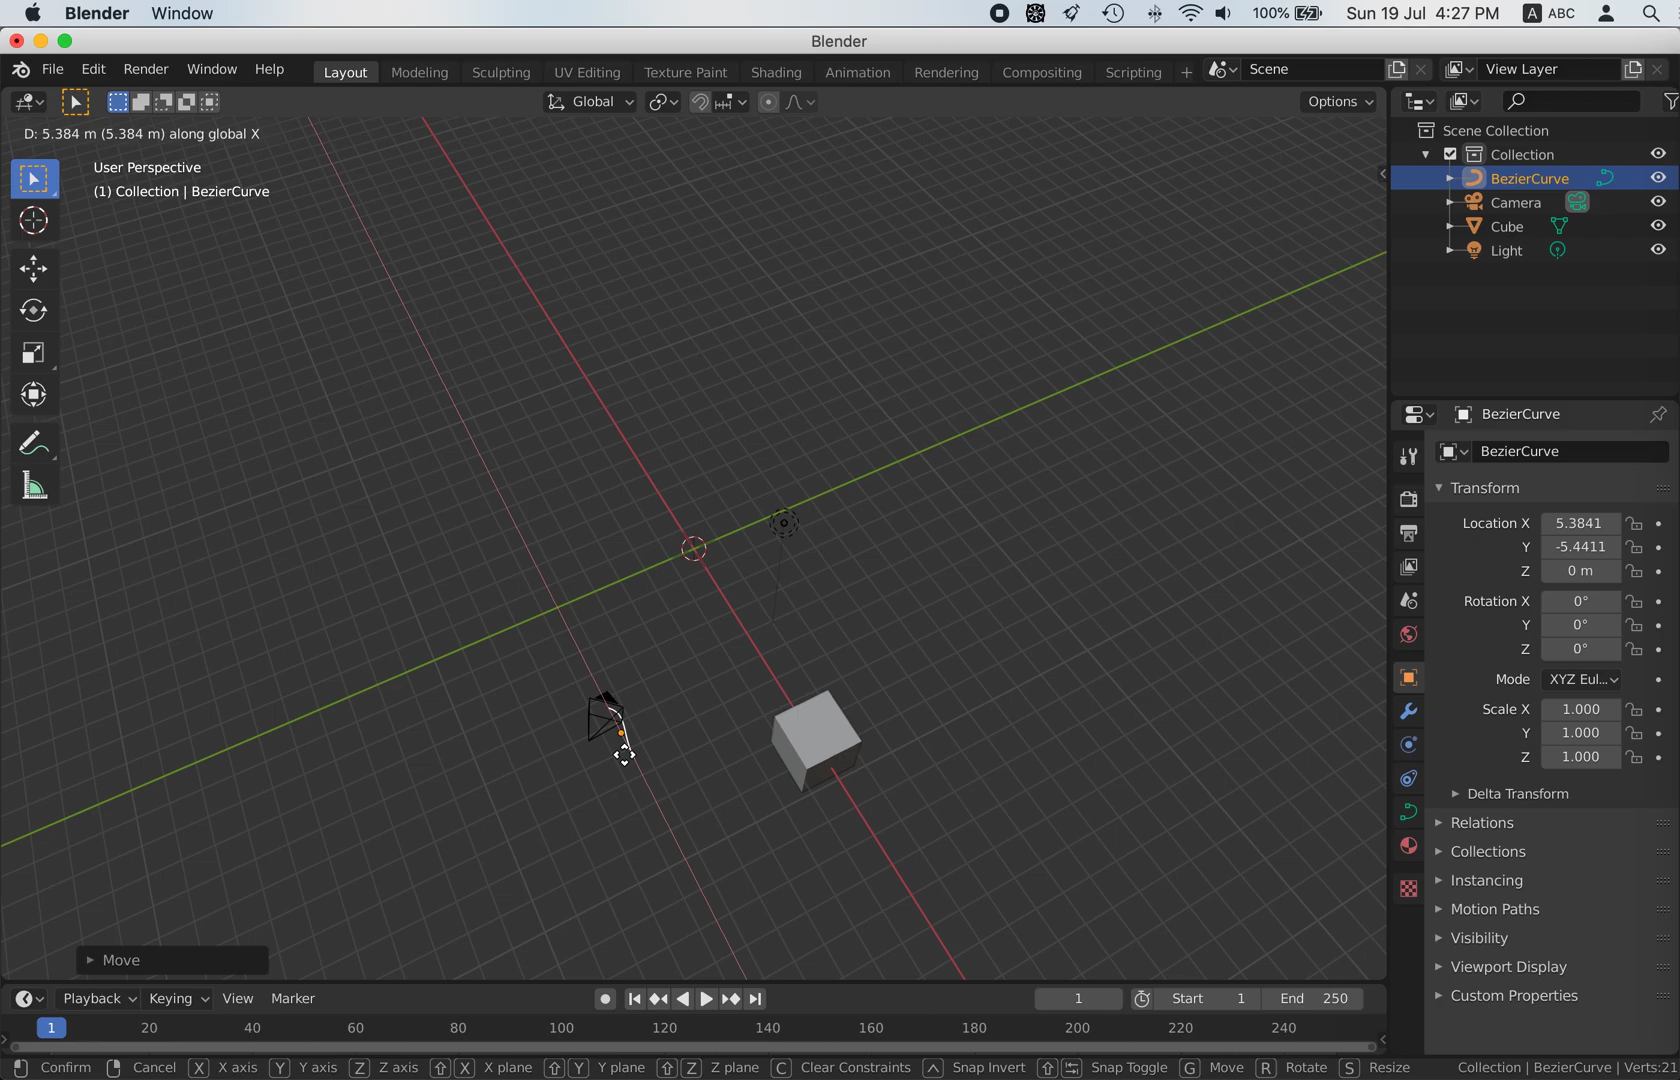 Blender Window 100% Sun 19 Jul 4:27 PM A ABC
Blender
File Edit Render Window Help Layout Modeling Sculpting UV Editing Texture Paint Shading Animation Rendering Compositing Scripting + Scene View Layer
Global Options
D: 5.384 m (5.384 m) along global X
User Perspective
(1) Collection | BezierCurve
Scene Collection
Collection
BezierCurve
Camera
Cube
Light
BezierCurve
BezierCurve
Transform
Location X 5.3841
Y -5.4411
Z 0 m
Rotation X 0°
Y 0°
Z 0°
Mode XYZ Eul...
Scale X 1.000
Y 1.000
Z 1.000
Delta Transform
Relations
Collections
Instancing
Motion Paths
Visibility
Viewport Display
Custom Properties
Move
Playback Keying View Marker 1 Start 1 End 250
1 20 40 60 80 100 120 140 160 180 200 220 240
Confirm Cancel X X axis Y Y axis Z Z axis X X plane Y Y plane Z Z plane C Clear Constraints Snap Invert Snap Toggle G Move R Rotate S Resize Collection | BezierCurve | Verts:21